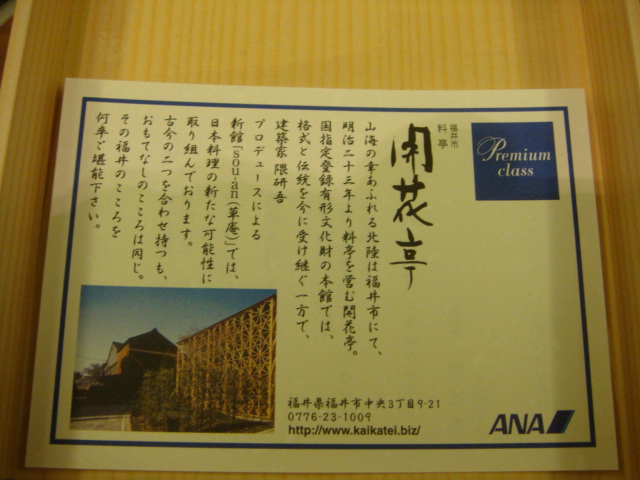 Premium
class
福井市
料亭
開花亭
山海の幸あふれる北陸は福井市にて、
明治二十三年より料亭を営む開花亭。
国指定登録有形文化財の本館では、
格式と伝統を今に受け継ぐ一方で、
建築家 隈研吾
プロデュースによる
新館「sou-an(草庵)」では、
日本料理の新たな可能性に
取り組んでおります。
古今の二つを合わせ持つも、
おもてなしのこころは同じ。
その福井のこころを
何卒ご堪能下さい。
福井県福井市中央3丁目9-21
0776-23-1009
http://www.kaikatei.biz/
ANA